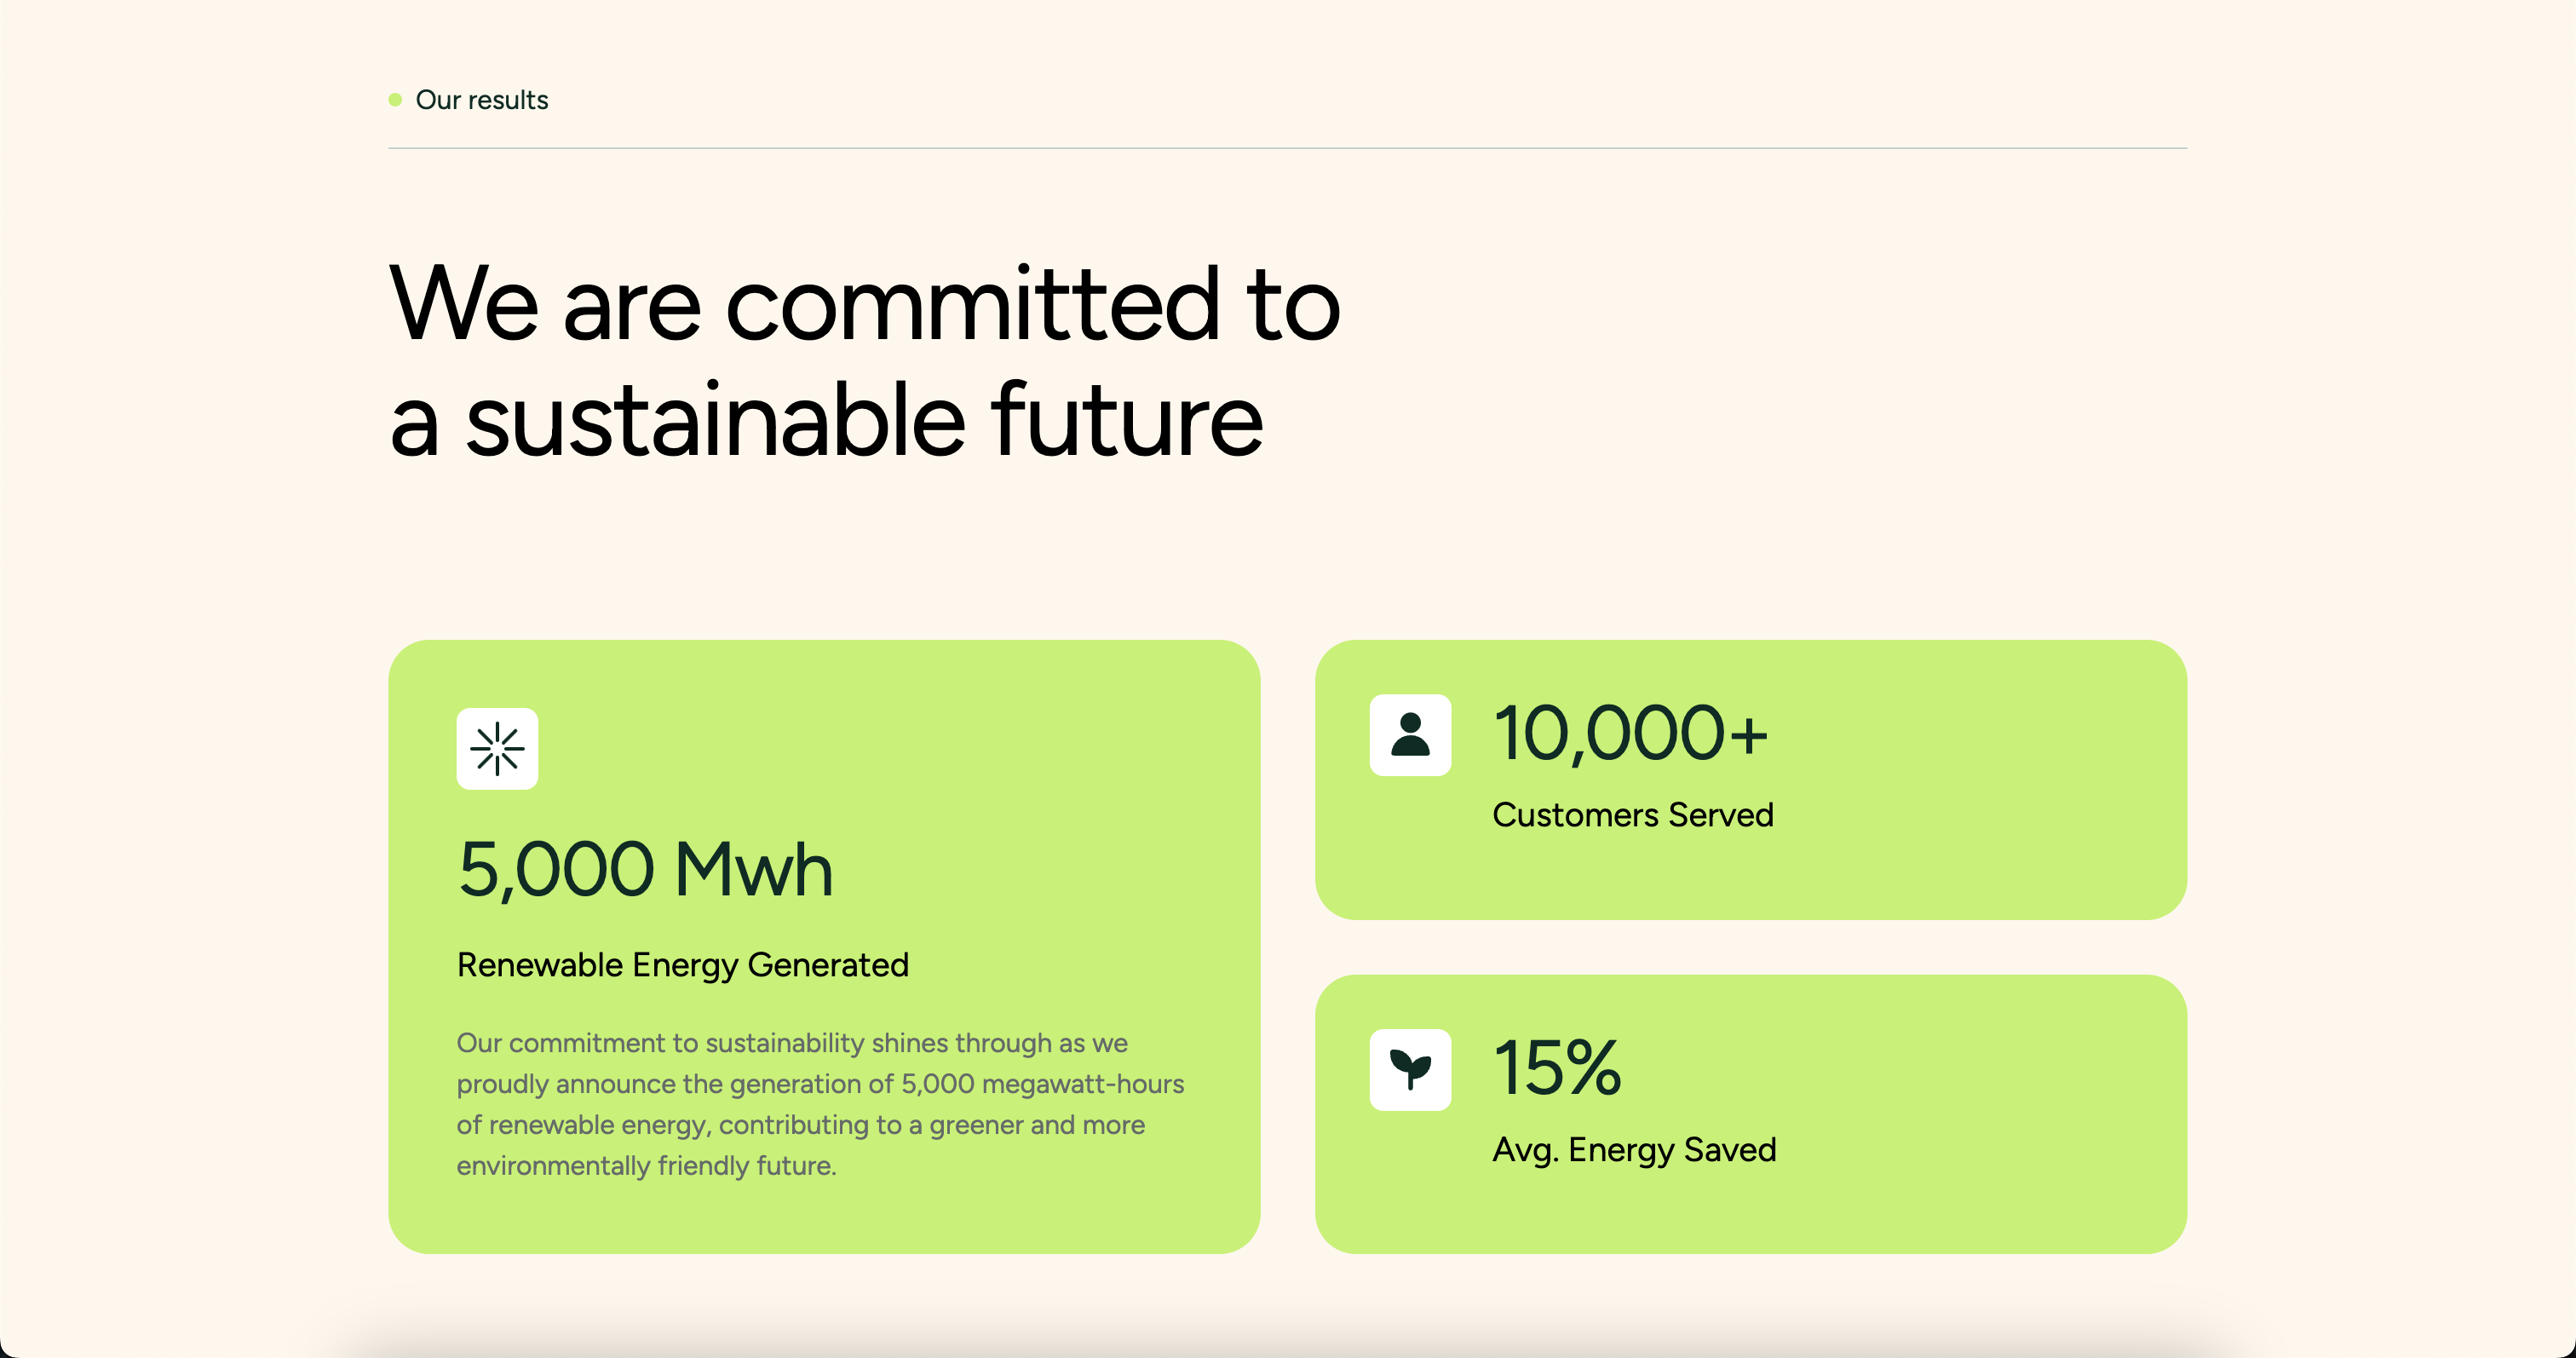 Our results
We are committed to
a sustainable future
5,000 Mwh
Renewable Energy Generated
Our commitment to sustainability shines through as we
proudly announce the generation of 5,000 megawatt-hours
of renewable energy, contributing to a greener and more
environmentally friendly future.
10,000+
Customers Served
15%
Avg. Energy Saved